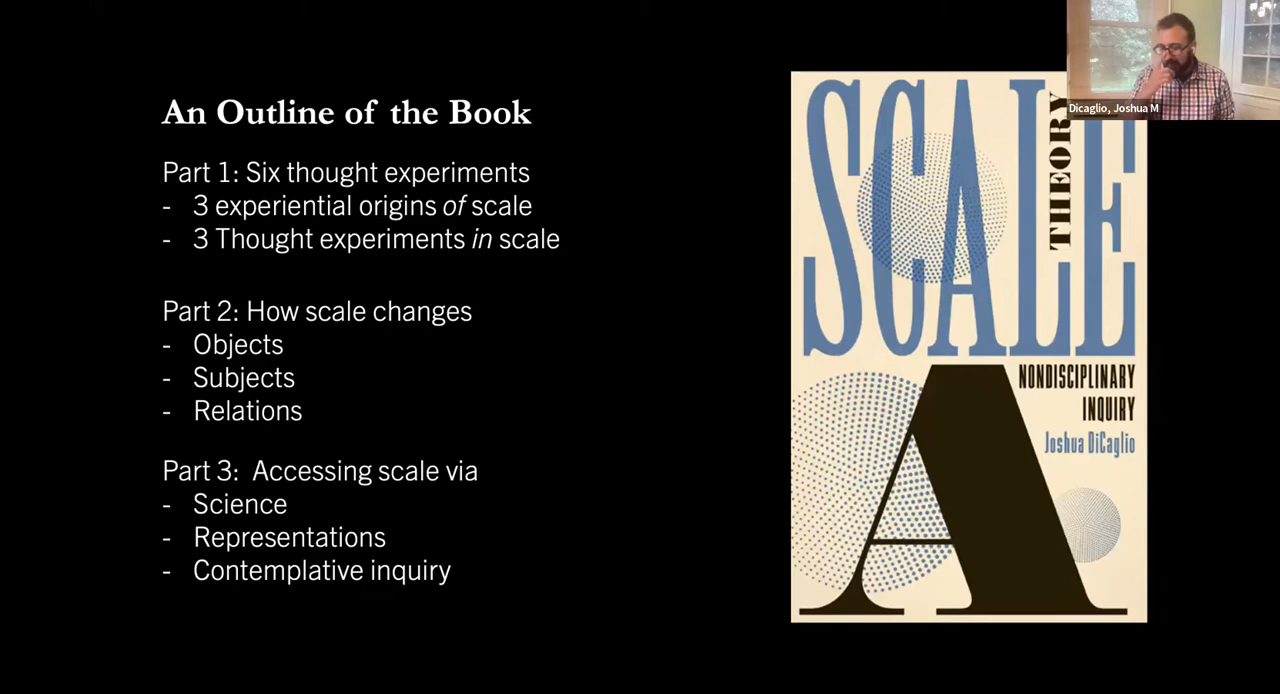 An Outline of the Book
Part 1: Six thought experiments
- 3 experiential origins of scale
- 3 Thought experiments in scale
Part 2: How scale changes
- Objects
- Subjects
- Relations
Part 3: Accessing scale via
- Science
- Representations
- Contemplative inquiry
SCALE
THEORY
A
NONDISCIPLINARY
INQUIRY
Joshua DiCaglio
Dicaglio, Joshua M